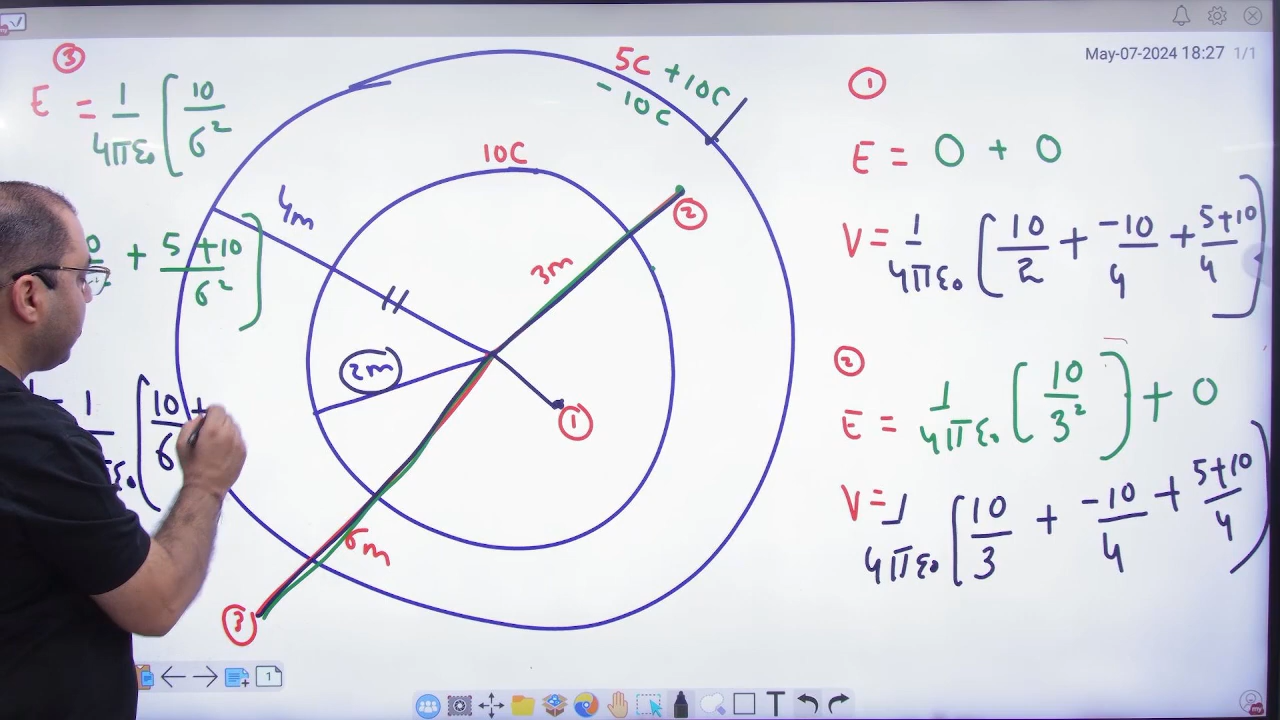 May-07-2024 18:27 1/1
③
E = 1/4πε₀ [ 10/6²
+ 5+10/6² ]
1 [ 10/6 +
ε₀
5C +10C
-10C
10C
4m
2m
3m
6m
①
②
③
①
E = 0 + 0
V = 1/4πε₀ [ 10/2 + -10/4 + 5+10/4 ]
②
E = 1/4πε₀ [ 10/3² ] + 0
V = 1/4πε₀ [ 10/3 + -10/4 + 5+10/4 )
1
T